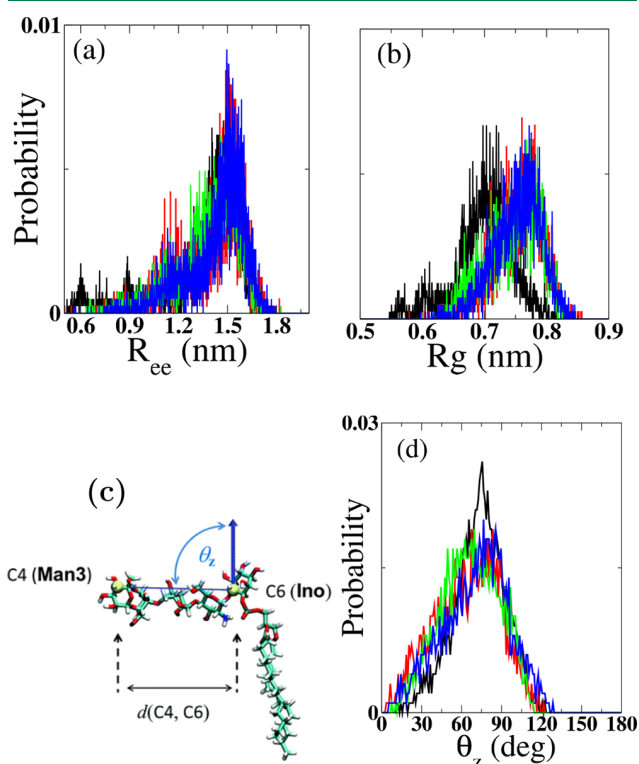 0.01
(a)
Probability
0
0.6 0.9 1.2 1.5 1.8
R_ee (nm)
(b)
0.5 0.6 0.7 0.8 0.9
Rg (nm)
(c)
θ_z
C4 (Man3)
C6 (Ino)
d(C4, C6)
0.03
(d)
Probability
0
0 30 60 90 120 150 180
θ_z (deg)